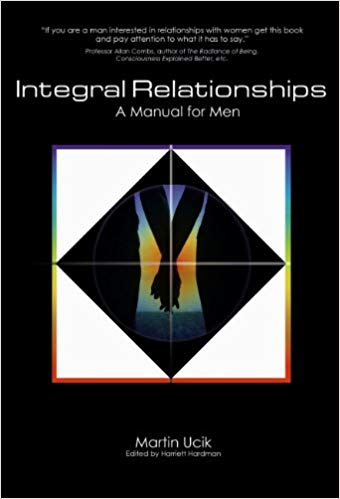 "If you are a man interested in relationships with women get this book
and pay attention to what it has to say."
Professor Allan Combs, author of The Radiance of Being,
Consciousness Explained Better, etc.
Integral Relationships
A Manual for Men
Martin Ucik
Edited by Harriett Hardman